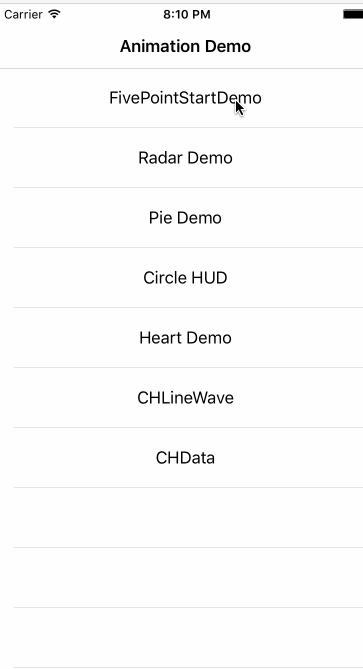 Carrier 8:10 PM
Animation Demo
FivePointStartDemo
Radar Demo
Pie Demo
Circle HUD
Heart Demo
CHLineWave
CHData